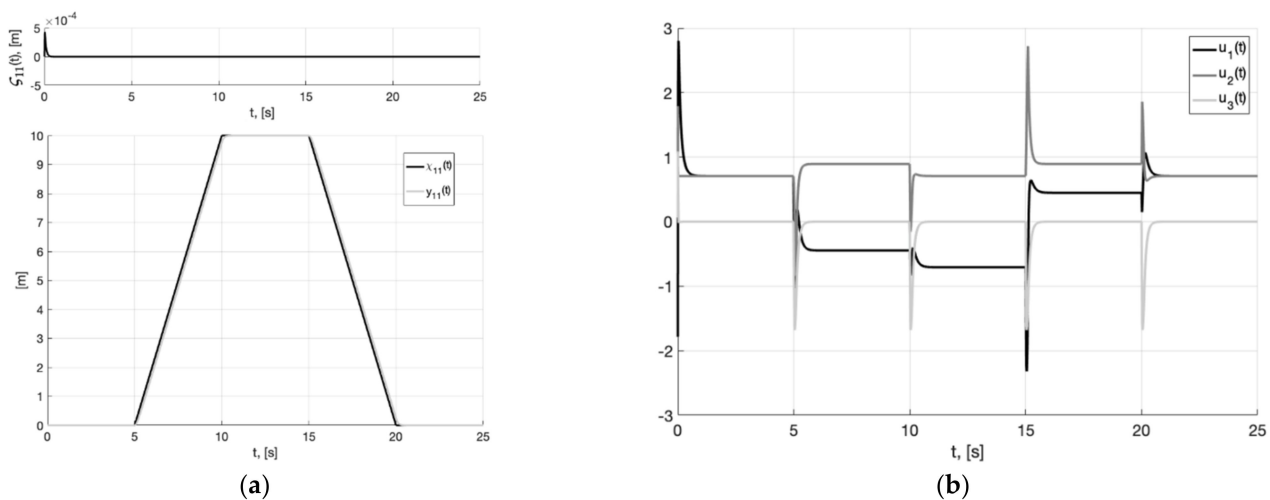 ×10⁻⁴
5
0
-5
ς₁₁(t), [m]
0 5 10 15 20 25
t, [s]
10
9
8
7
6
5
4
3
2
1
0
[m]
χ₁₁(t)
y₁₁(t)
0 5 10 15 20 25
t, [s]
(a)
3
2
1
0
-1
-2
-3
u₁(t)
u₂(t)
u₃(t)
0 5 10 15 20 25
t, [s]
(b)